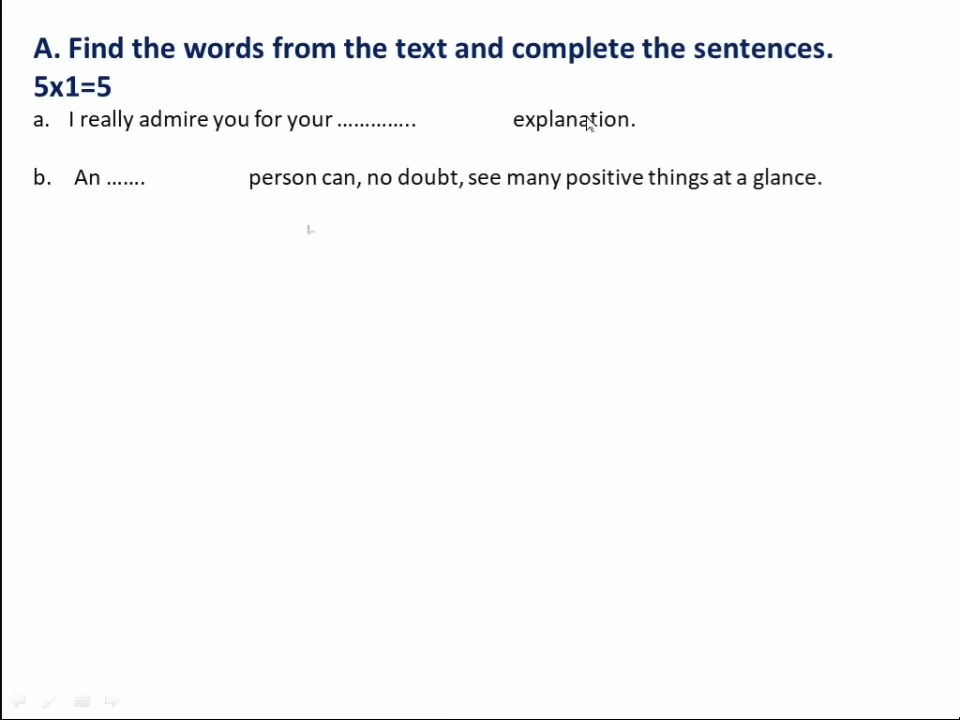 A. Find the words from the text and complete the sentences.
5x1=5
a. I really admire you for your ………….. explanation.
b. An ……. person can, no doubt, see many positive things at a glance.